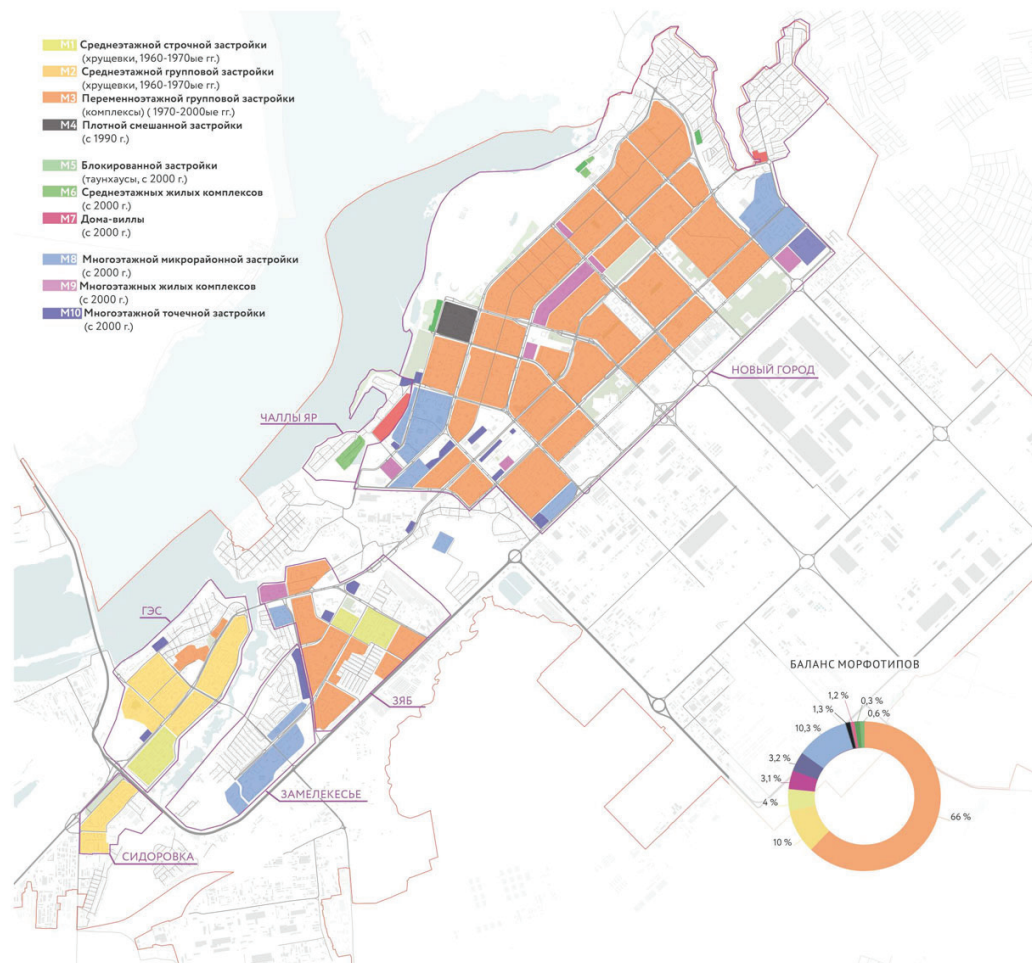 М1 Среднеэтажной строчной застройки
(хрущевки, 1960-1970ые гг.)
М2 Среднеэтажной групповой застройки
(хрущевки, 1960-1970ые гг.)
М3 Переменноэтажной групповой застройки
(комплексы) ( 1970-2000ые гг.)
М4 Плотной смешанной застройки
(с 1990 г.)
М5 Блокированной застройки
(таунхаусы, с 2000 г.)
М6 Среднеэтажных жилых комплексов
(с 2000 г.)
М7 Дома-виллы
(с 2000 г.)
М8 Многоэтажной микрорайонной застройки
(с 2000 г.)
М9 Многоэтажных жилых комплексов
(с 2000 г.)
М10 Многоэтажной точечной застройки
(с 2000 г.)
НОВЫЙ ГОРОД
ЧАЛЛЫ ЯР
ГЭС
ЗЯБ
ЗАМЕЛЕКЕСЬЕ
СИДОРОВКА
БАЛАНС МОРФОТИПОВ
1,2 %
0,3 %
1,3 %
0,6 %
10,3 %
3,2 %
3,1 %
4 %
10 %
66 %